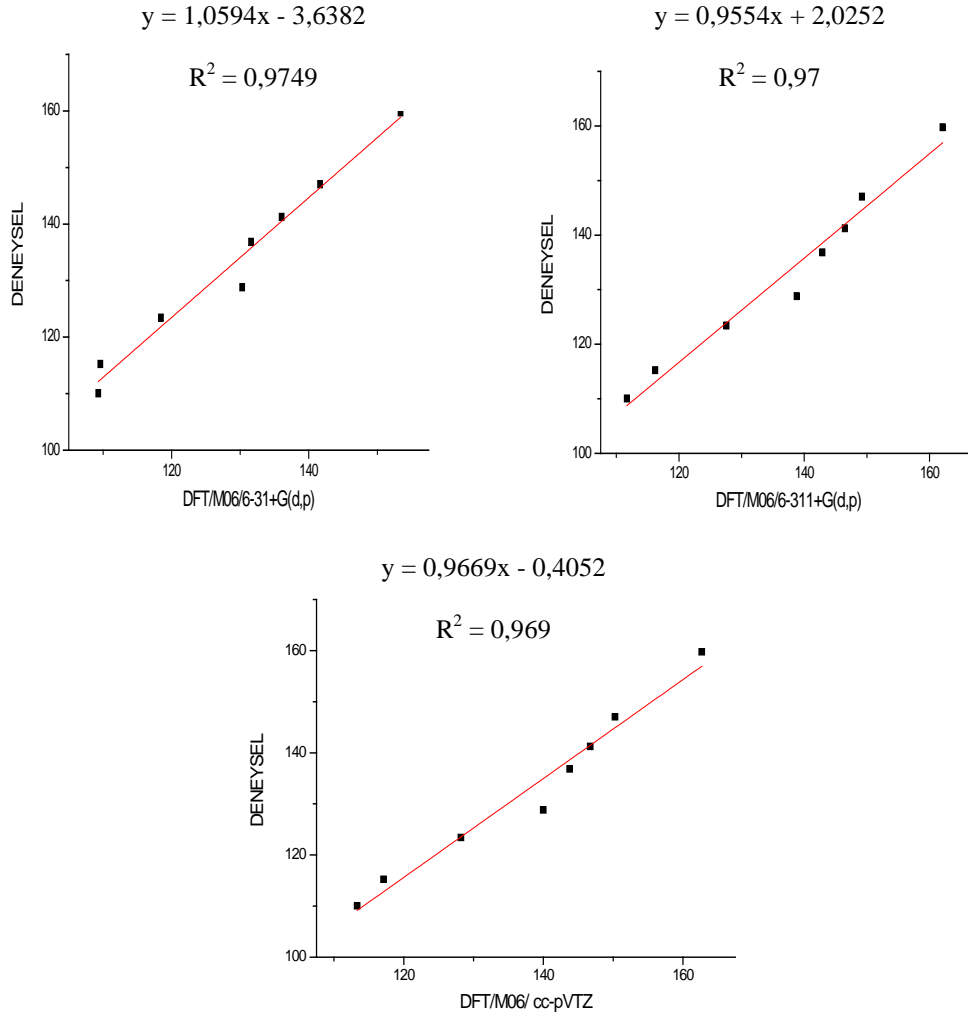 y = 1,0594x - 3,6382
R² = 0,9749
160
140
120
100
DENEYSEL
120
140
DFT/M06/6-31+G(d,p)
y = 0,9554x + 2,0252
R² = 0,97
160
140
120
100
DENEYSEL
120
140
160
DFT/M06/6-311+G(d,p)
y = 0,9669x - 0,4052
R² = 0,969
160
140
120
100
DENEYSEL
120
140
160
DFT/M06/ cc-pVTZ